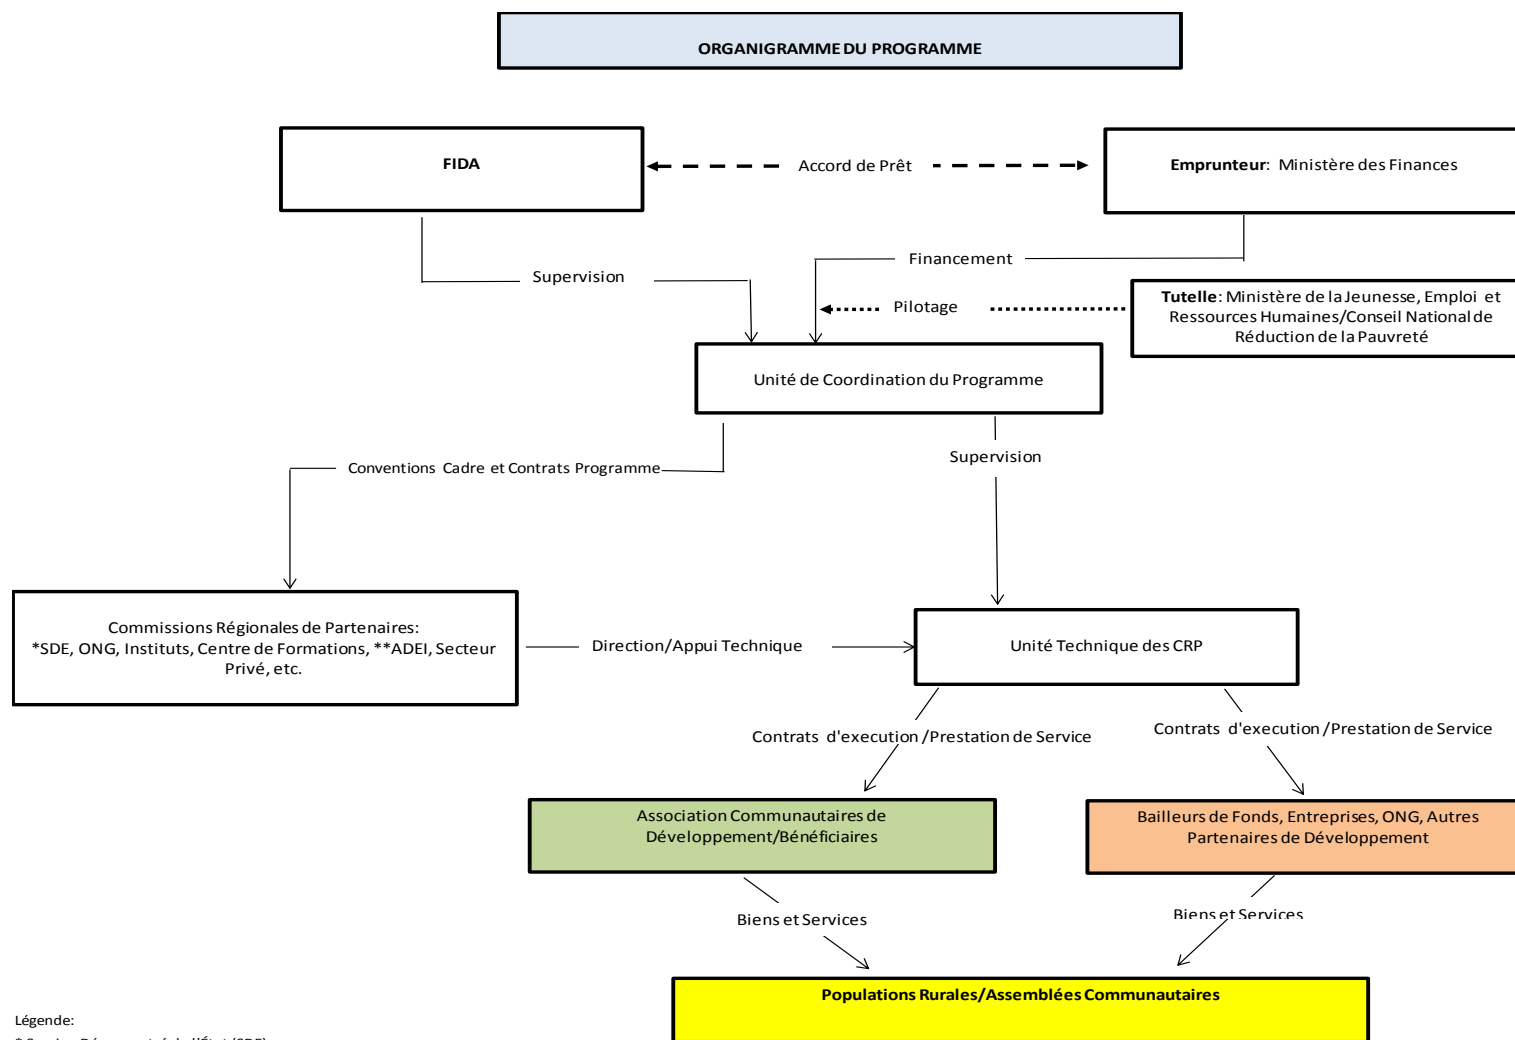 ORGANIGRAMME DU PROGRAMME
FIDA
Accord de Prêt
Emprunteur: Ministère des Finances
Supervision
Financement
Pilotage
Tutelle: Ministère de la Jeunesse, Emploi et
Ressources Humaines/Conseil National de
Réduction de la Pauvreté
Unité de Coordination du Programme
Conventions Cadre et Contrats Programme
Supervision
Commissions Régionales de Partenaires:
*SDE, ONG, Instituts, Centre de Formations, **ADEI, Secteur
Privé, etc.
Direction/Appui Technique
Unité Technique des CRP
Contrats d'execution /Prestation de Service
Contrats d'execution /Prestation de Service
Association Communautaires de
Développement/Bénéficiaires
Bailleurs de Fonds, Entreprises, ONG, Autres
Partenaires de Développement
Biens et Services
Biens et Services
Populations Rurales/Assemblées Communautaires
Légende: